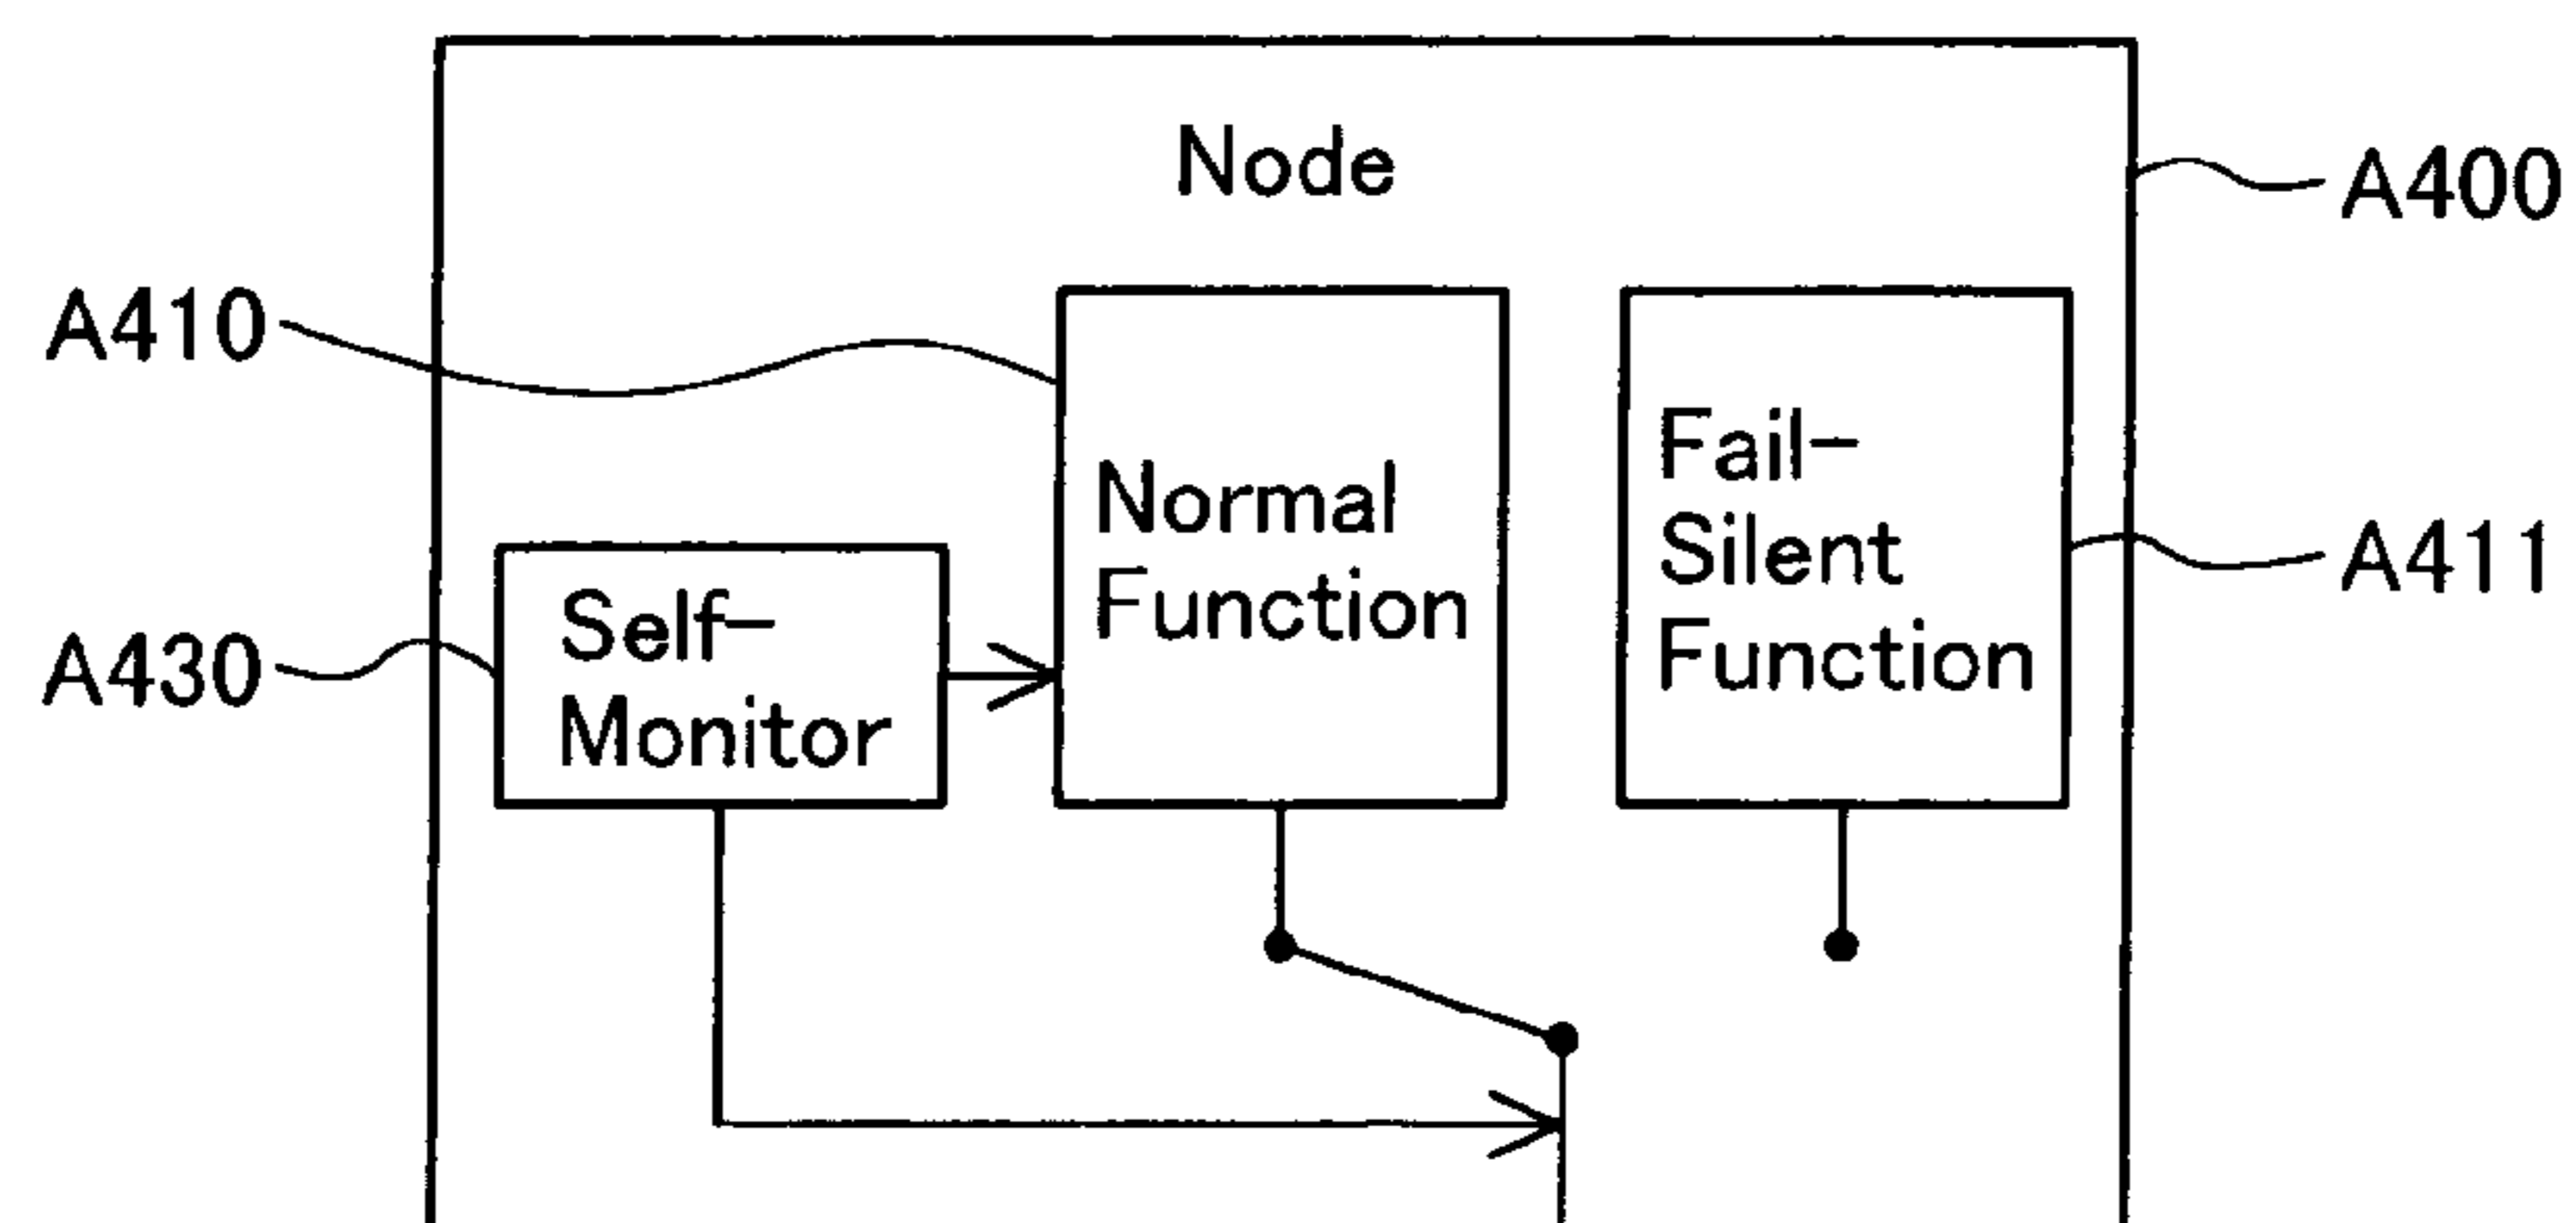 Node
A400
A410
Normal
Function
Fail-
Silent
Function
A411
Self-
Monitor
A430